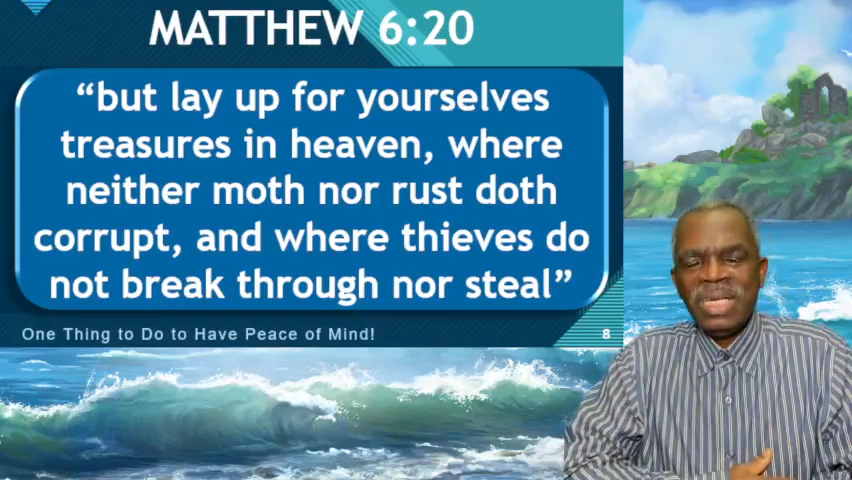 MATTHEW 6:20
“but lay up for yourselves
treasures in heaven, where
neither moth nor rust doth
corrupt, and where thieves do
not break through nor steal”
One Thing to Do to Have Peace of Mind!
8